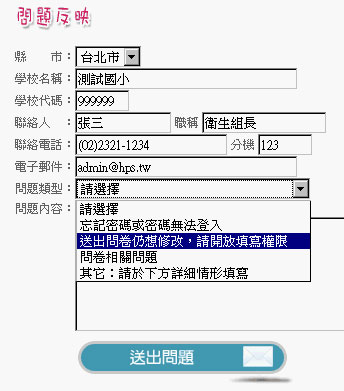 問題反映
縣　　市：台北市
學校名稱：測試國小
學校代碼：999999
聯絡人　：張三　職稱　衛生組長
聯絡電話：(02)2321-1234　分機　123
電子郵件：admin@hps.tw
問題類型：請選擇
問題內容：請選擇
忘記密碼或密碼無法登入
送出問卷仍想修改，請開放填寫權限
問卷相關問題
其它：請於下方詳細情形填寫
送出問題